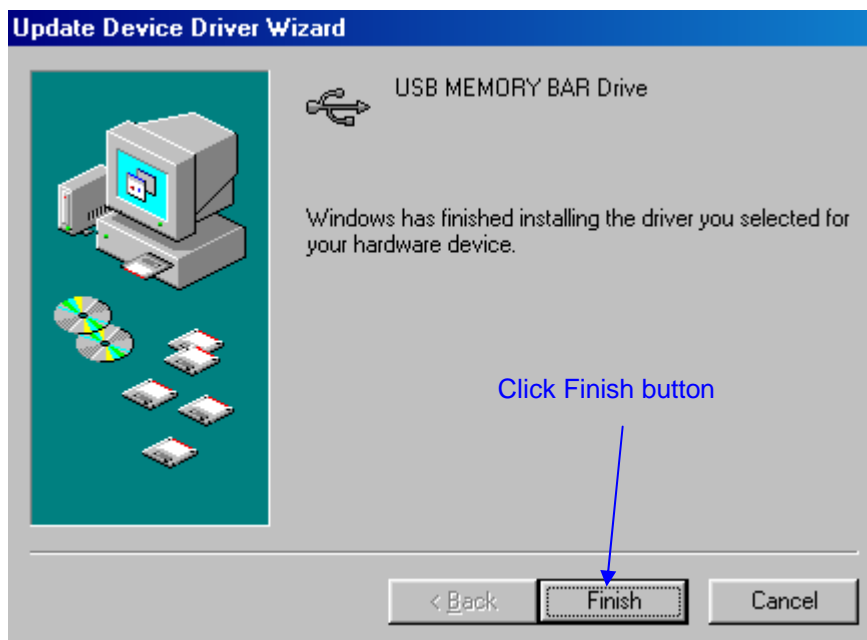 Update Device Driver Wizard
USB MEMORY BAR Drive
Windows has finished installing the driver you selected for
your hardware device.
Click Finish button
< Back
Finish
Cancel